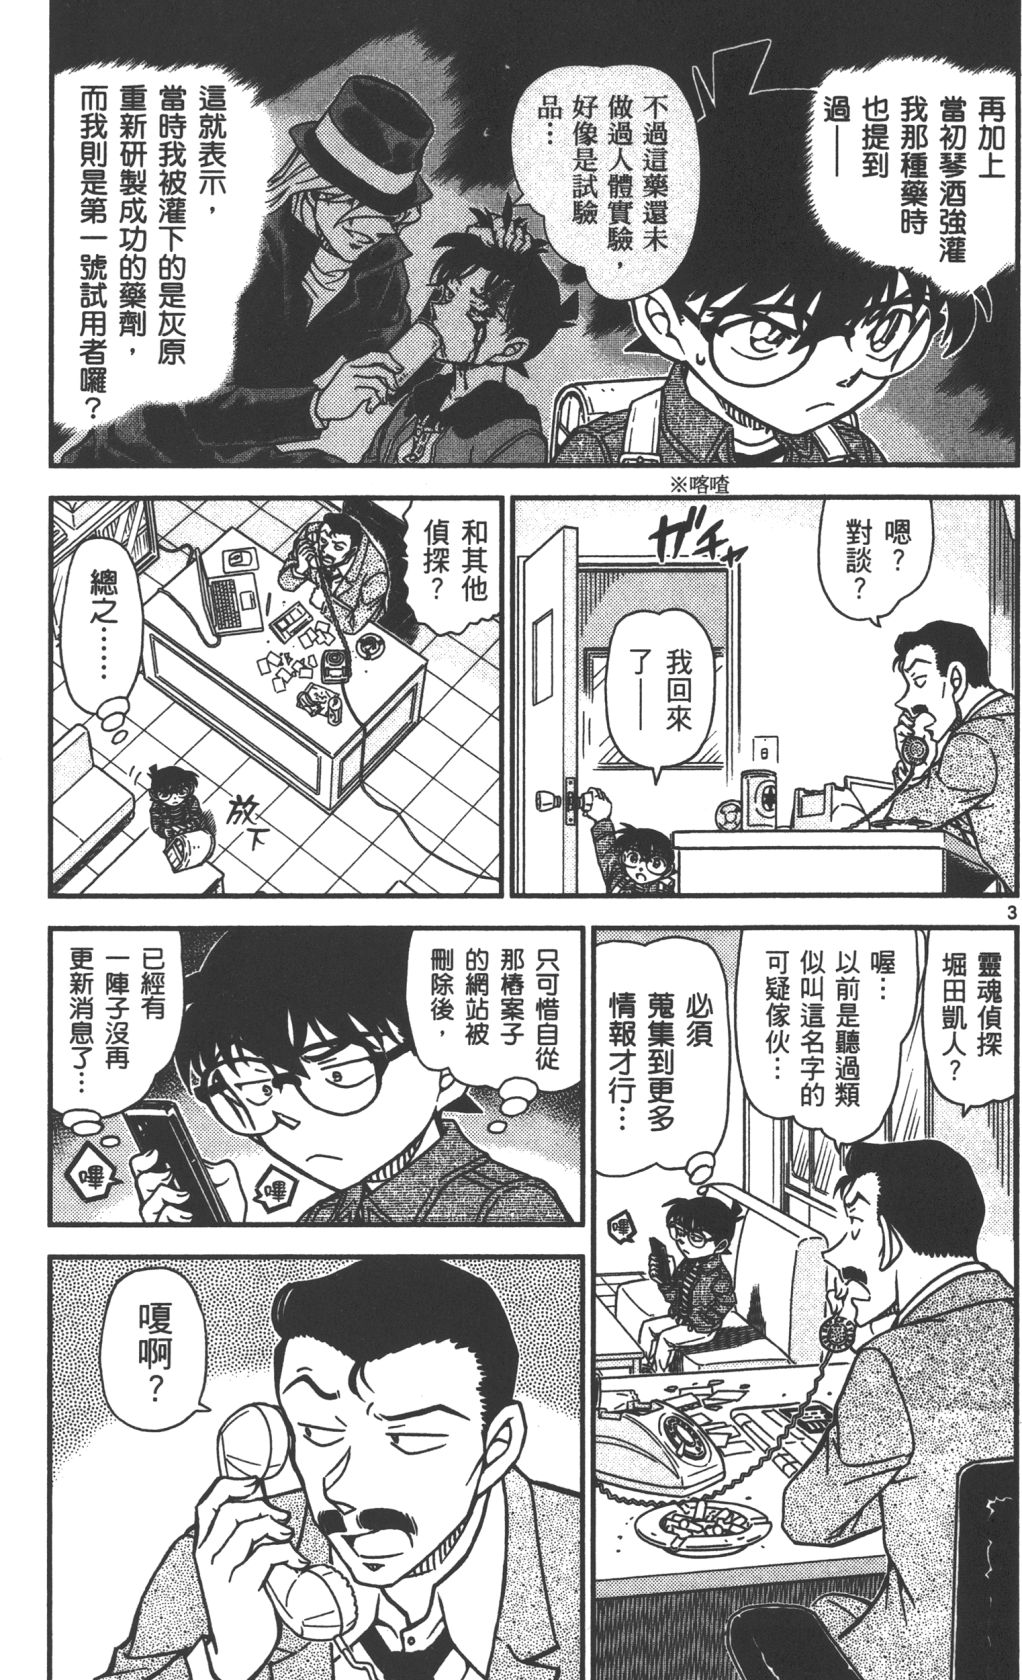 再加上
當初琴酒強灌
我那種藥時
也提到
過——
不過這藥還未
做過人體實驗，
好像是試驗
品…
這就表示，
當時我被灌下的是灰原
重新研製成功的藥劑，
而我則是第一號試用者囉？
※喀喳
ガチャ
嗯？
對談？
我回來
了——
和其他
偵探？
總之……
放下
3
靈魂偵探
堀田凱人？
喔…
以前是聽過類
似叫這名字的
可疑傢伙…
必須
蒐集到更多
情報才行…
嗶
只可惜自從
那樁案子
的網站被
刪除後，
已經有
一陣子沒再
更新消息了…
嗶
嗶
嗄啊？